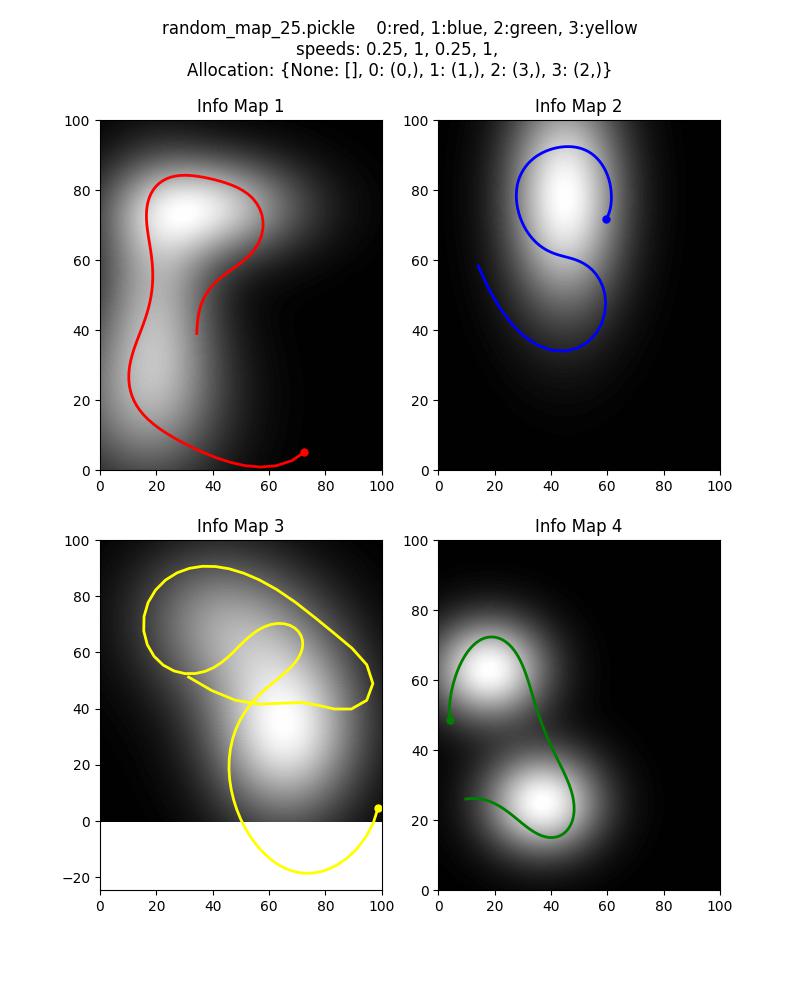 random_map_25.pickle    0:red, 1:blue, 2:green, 3:yellow
speeds: 0.25, 1, 0.25, 1,
Allocation: {None: [], 0: (0,), 1: (1,), 2: (3,), 3: (2,)}
Info Map 1
100
80
60
40
20
0
0 20 40 60 80 100
Info Map 2
100
80
60
40
20
0
0 20 40 60 80 100
Info Map 3
100
80
60
40
20
0
−20
0 20 40 60 80 100
Info Map 4
100
80
60
40
20
0
0 20 40 60 80 100